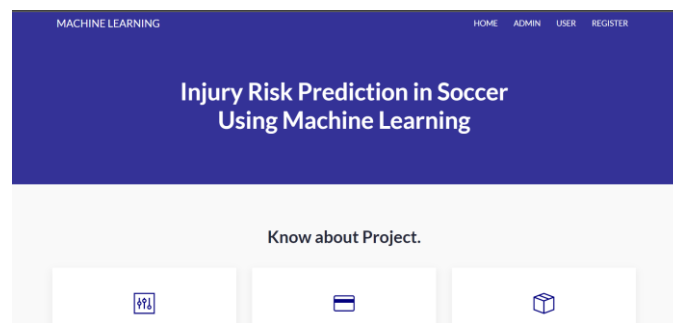 MACHINE LEARNING
HOME ADMIN USER REGISTER
Injury Risk Prediction in Soccer
Using Machine Learning
Know about Project.